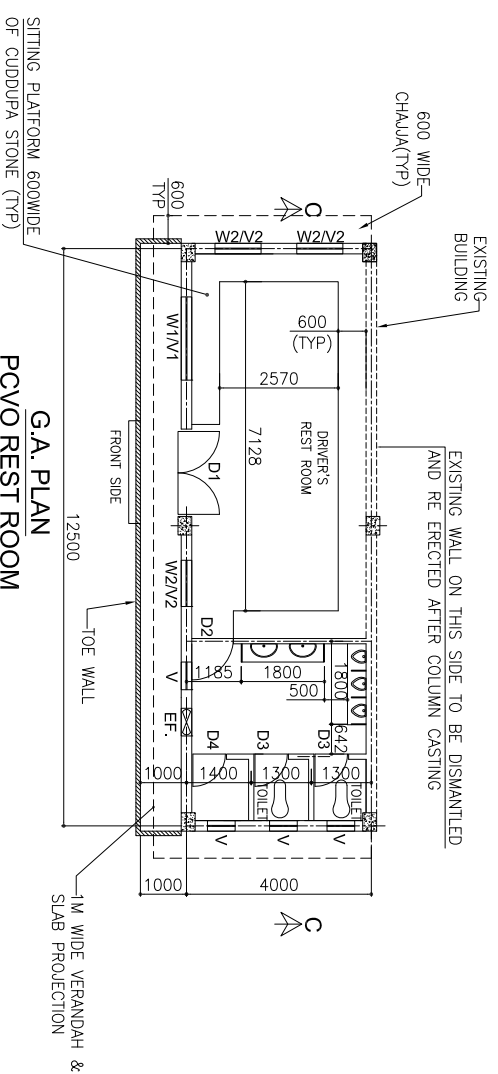 EXISTING
BUILDING
600 WIDE
CHAJJA(TYP)
EXISTING WALL ON THIS SIDE TO BE DISMANTLED
AND RE ERECTED AFTER COLUMN CASTING
C
W2/V2
W2/V2
600
(TYP)
2570
7128
DRIVER'S
REST ROOM
600
TYP
W1/V1
D1
W2/V2
D2
V
EF.
1185
1800
500
1800
642
D4
D3
D3
1000
1400
1300
1300
TOILET
TOILET
V
V
V
1000
4000
C
12500
FRONT SIDE
TOE WALL
1M WIDE VERANDAH &
SLAB PROJECTION
SITTING PLATFORM 600WIDE
OF CUDDUPA STONE (TYP)
G.A. PLAN
PCVO REST ROOM